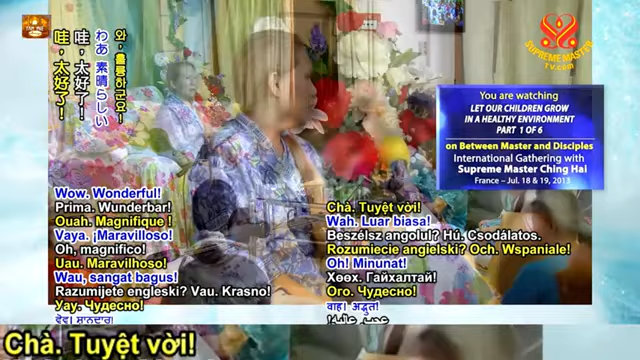 哇，太好了！
哇，太好了！
わあ 素晴らしい
와, 훌륭하군요!
SUPREME MASTER
TV.com
You are watching
LET OUR CHILDREN GROW
IN A HEALTHY ENVIRONMENT
PART 1 OF 6
on Between Master and Disciples
International Gathering with
Supreme Master Ching Hai
France – Jul. 18 & 19, 2013
Wow. Wonderful!
Prima. Wunderbar!
Ouah. Magnifique !
Vaya. ¡Maravilloso!
Oh, magnifico!
Uau. Maravilhoso!
Wau, sangat bagus!
Razumijete engleski? Vau. Krasno!
Yay. Чудесно!
ਵੋਵ! ਸ਼ਾਨਦਾਰ!
Chà. Tuyệt vời!
Wah. Luar biasa!
Beszélsz angolul? Hú. Csodálatos.
Rozumiecie angielski? Och. Wspaniale!
Oh! Minunat!
Хөөх. Гайхалтай!
Ого. Чудесно!
वाह! अद्भुत!
Chà. Tuyệt vời!